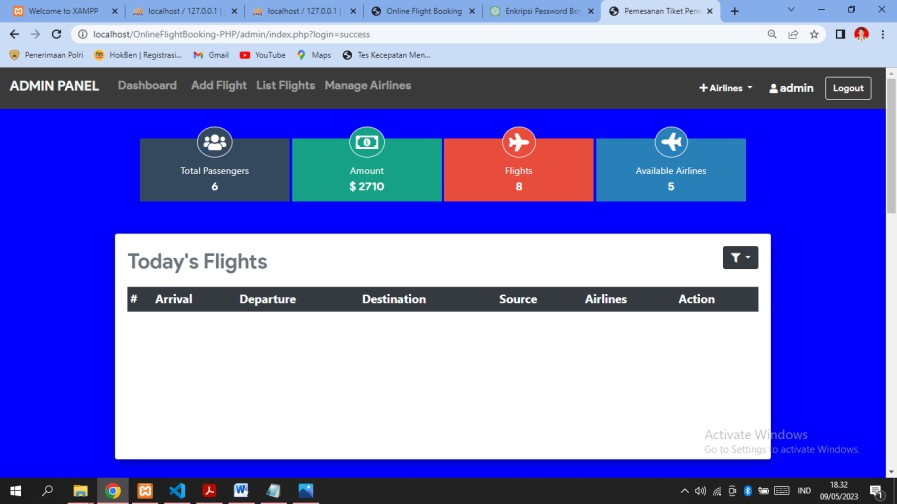 Welcome to XAMPP
localhost / 127.0.0.1 |
localhost / 127.0.0.1 |
Online Flight Booking
Enkripsi Password Bcr
Pemesanan Tiket Pen
localhost/OnlineFlightBooking-PHP/admin/index.php?login=success
Penerimaan Polri
HokBen | Registrasi...
Gmail
YouTube
Maps
Tes Kecepatan Men...
ADMIN PANEL
Dashboard
Add Flight
List Flights
Manage Airlines
Airlines
admin
Logout
Total Passengers
6
Amount
$ 2710
Flights
8
Available Airlines
5
Today's Flights
# Arrival Departure Destination Source Airlines Action
Activate Windows
Go to Settings to activate Windows.
IND
18.32
09/05/2023